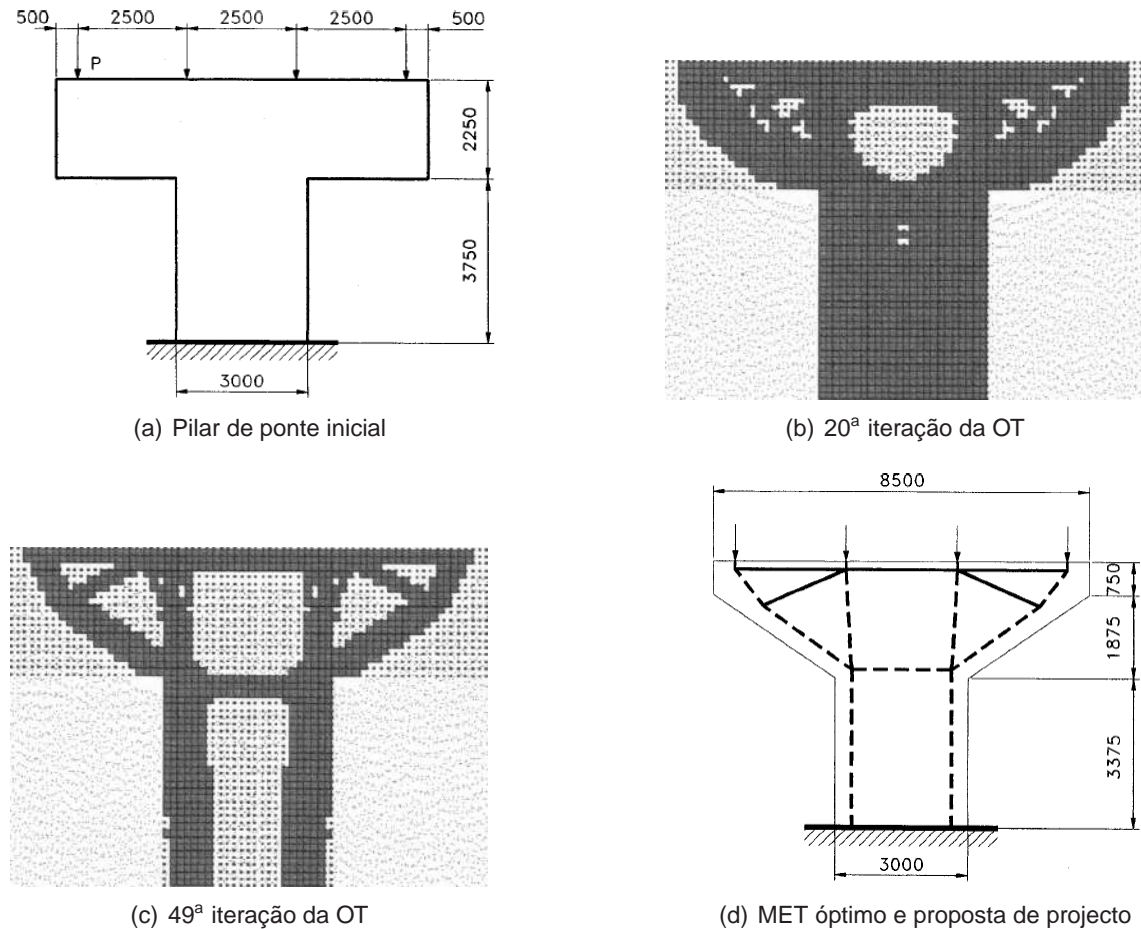 500 2500 2500 2500 500
P
2250
3750
3000
(a) Pilar de ponte inicial
(b) 20ª iteração da OT
(c) 49ª iteração da OT
8500
750
1875
3375
3000
(d) MET óptimo e proposta de projecto